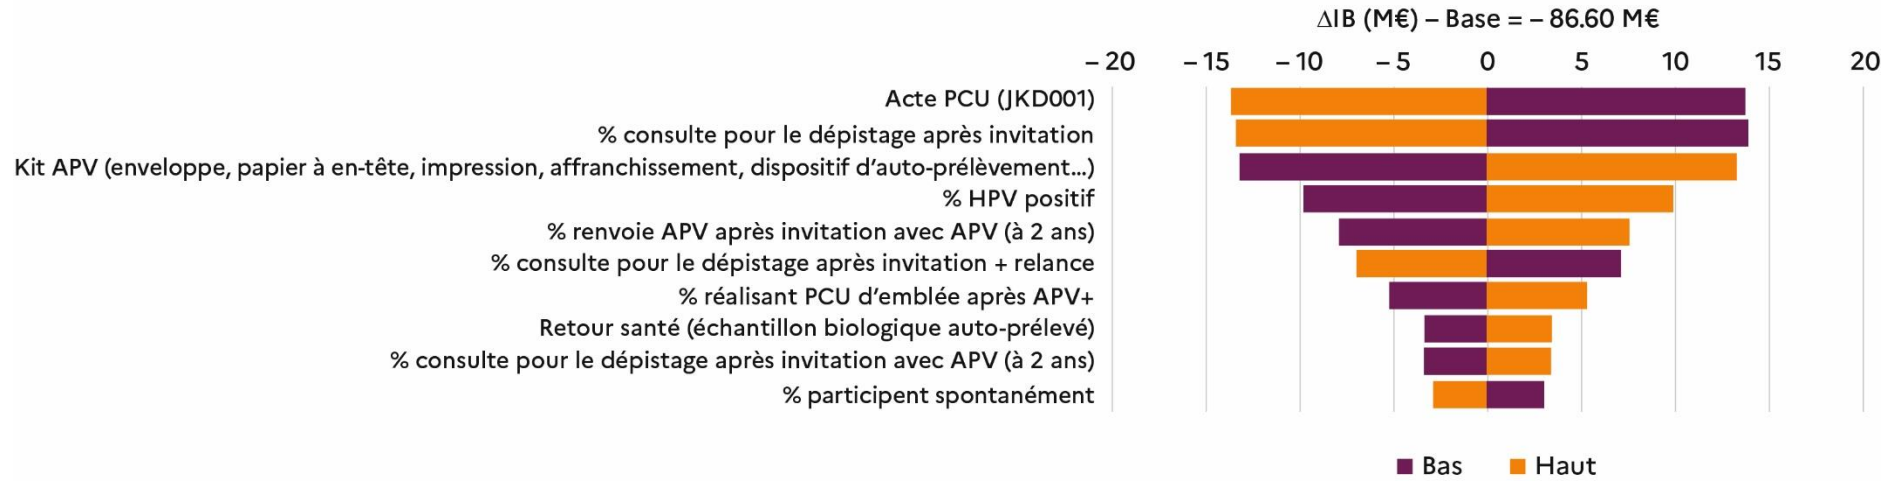 ΔIB (M€) – Base = – 86.60 M€
– 20 – 15 – 10 – 5 0 5 10 15 20
Acte PCU (JKD001)
% consulte pour le dépistage après invitation
Kit APV (enveloppe, papier à en-tête, impression, affranchissement, dispositif d’auto-prélèvement…)
% HPV positif
% renvoie APV après invitation avec APV (à 2 ans)
% consulte pour le dépistage après invitation + relance
% réalisant PCU d’emblée après APV+
Retour santé (échantillon biologique auto-prélevé)
% consulte pour le dépistage après invitation avec APV (à 2 ans)
% participent spontanément
Bas Haut